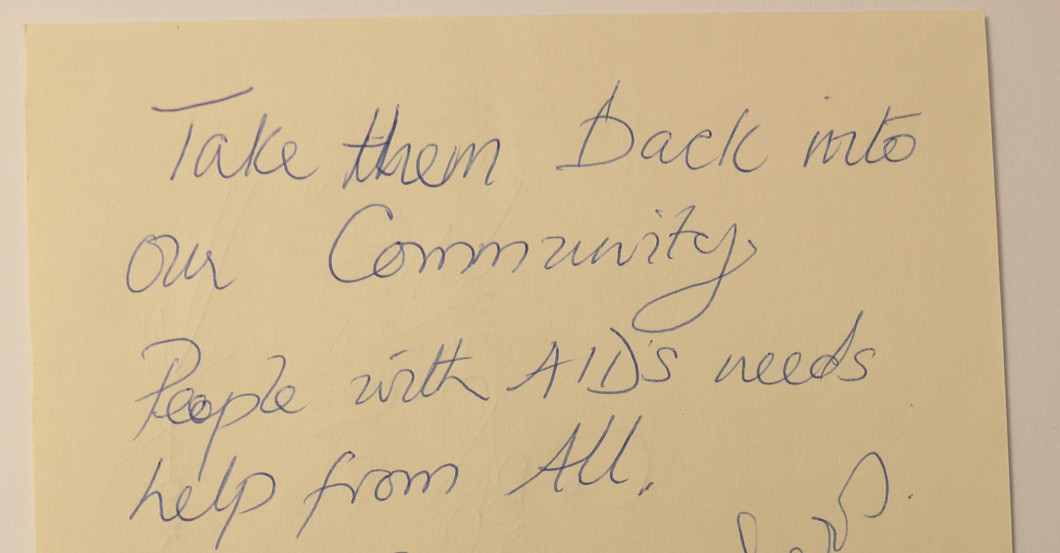 Take them Back into
our Community,
People with AID'S needs
help from All.